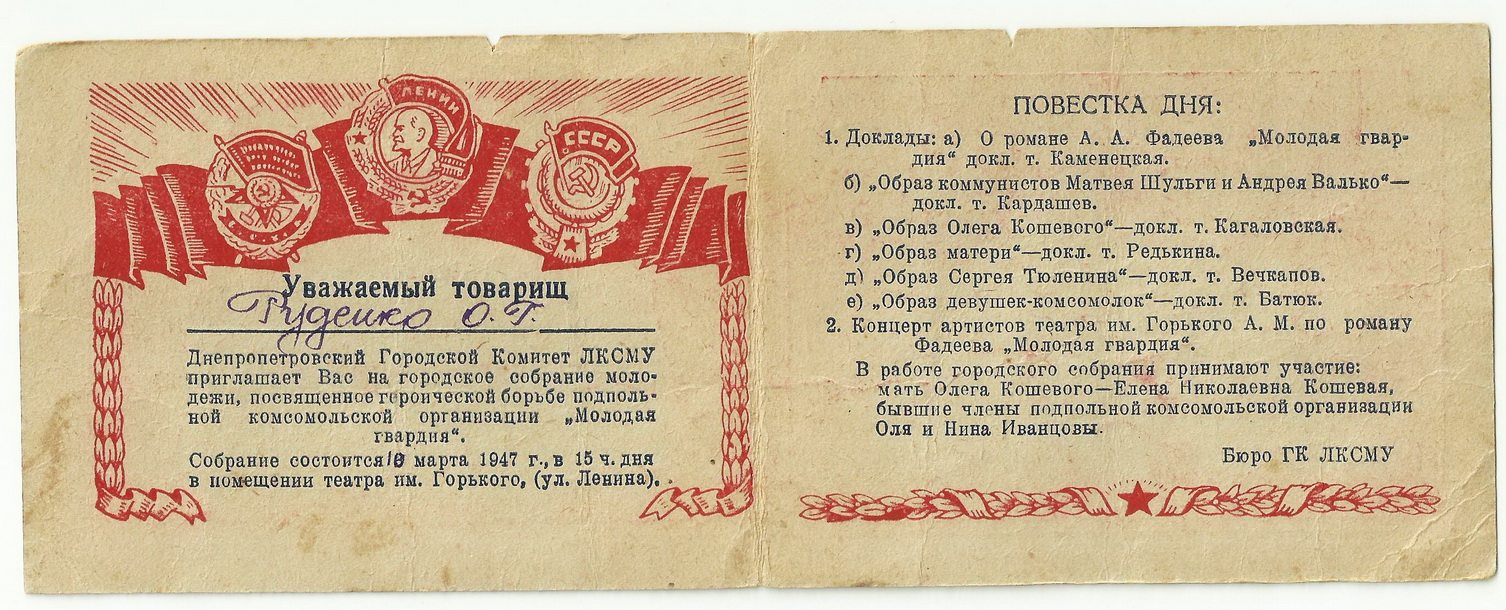 ЛЕНИН
СССР
Уважаемый товарищ
Руденко О. Г.
Днепропетровский Городской Комитет ЛКСМУ
приглашает Вас на городское собрание моло-
дежи, посвященное героической борьбе подполь-
ной комсомольской организации „Молодая
гвардия“.
Собрание состоится 10 марта 1947 г., в 15 ч. дня
в помещении театра им. Горького, (ул. Ленина).
ПОВЕСТКА ДНЯ:
1. Доклады: а) О романе А. А. Фадеева „Молодая гвар-
дия“ докл. т. Каменецкая.
б) „Образ коммунистов Матвея Шульги и Андрея Валько“—
докл. т. Кардашев.
в) „Образ Олега Кошевого“—докл. т. Кагаловская.
г) „Образ матери“—докл. т. Редькина.
д) „Образ Сергея Тюленина“—докл. т. Вечкапов.
е) „Образ девушек-комсомолок“—докл. т. Батюк.
2. Концерт артистов театра им. Горького А. М. по роману
Фадеева „Молодая гвардия“.
В работе городского собрания принимают участие:
мать Олега Кошевого—Елена Николаевна Кошевая,
бывшие члены подпольной комсомольской организации
Оля и Нина Иванцовы.
Бюро ГК ЛКСМУ